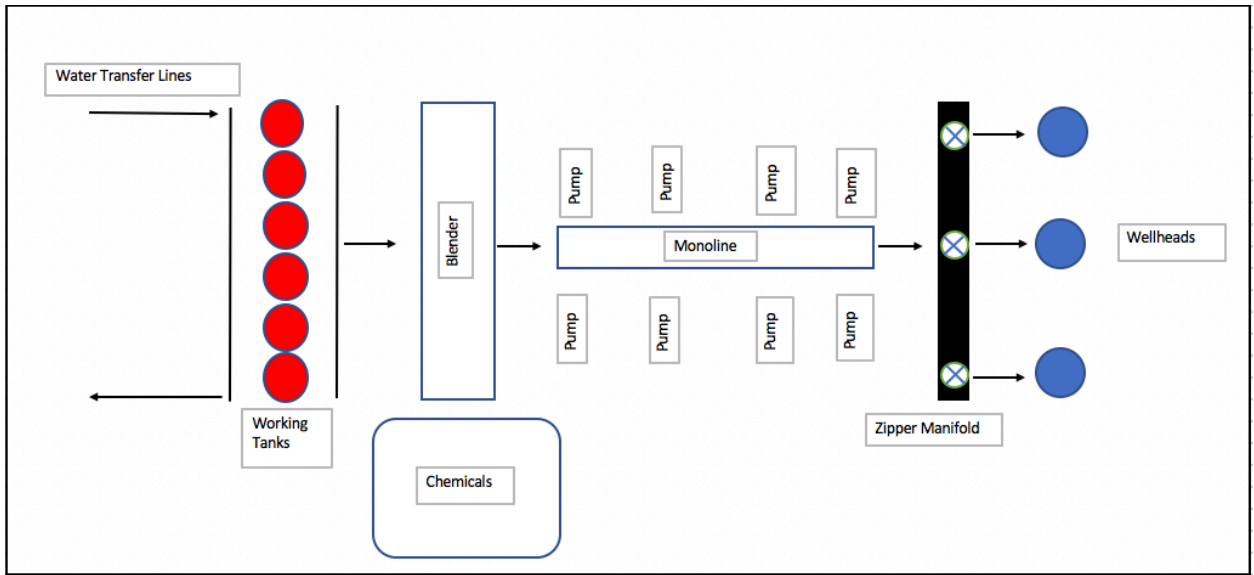 Water Transfer Lines
Pump
Pump
Pump
Pump
Blender
Monoline
Wellheads
Pump
Pump
Pump
Pump
Working
Tanks
Zipper Manifold
Chemicals